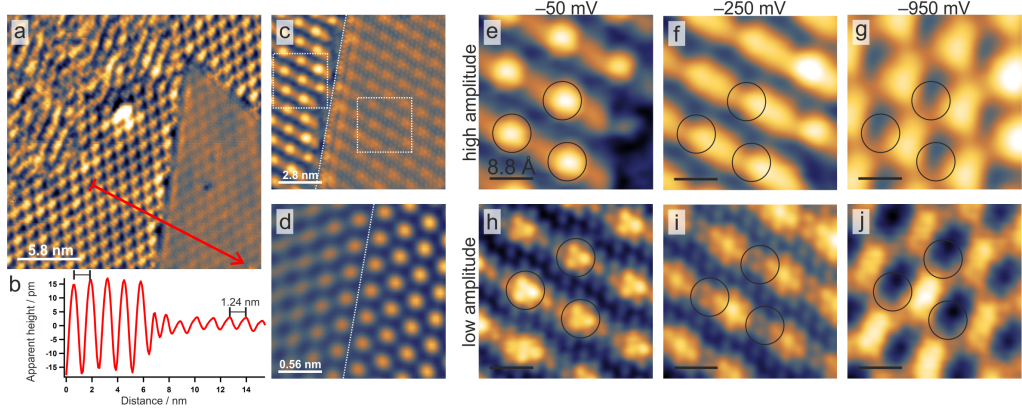 −50 mV
−250 mV
−950 mV
a
5.8 nm
b
Apparent height / pm
15
10
5
0
-5
-10
-15
1.24 nm
0
2
4
6
8
10
12
14
Distance / nm
c
2.8 nm
d
0.56 nm
high amplitude
e
8.8 Å
f
g
low amplitude
h
i
j